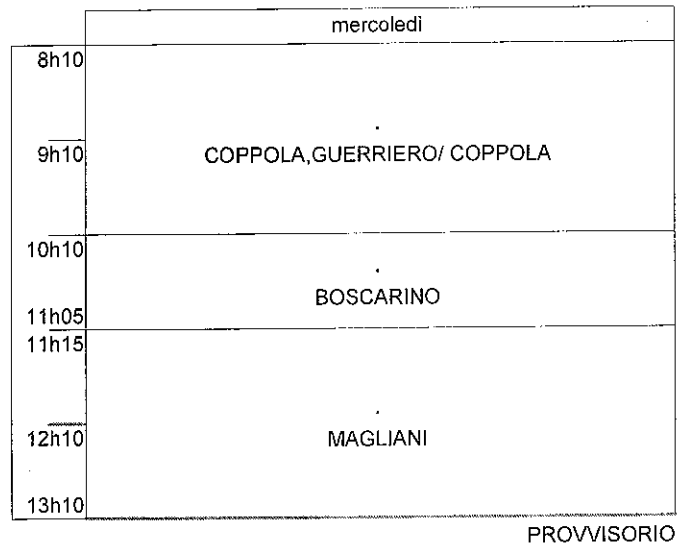 mercoledì
8h10
9h10
COPPOLA,GUERRIERO/ COPPOLA
10h10
BOSCARINO
11h05
11h15
12h10
MAGLIANI
13h10
PROVVISORIO